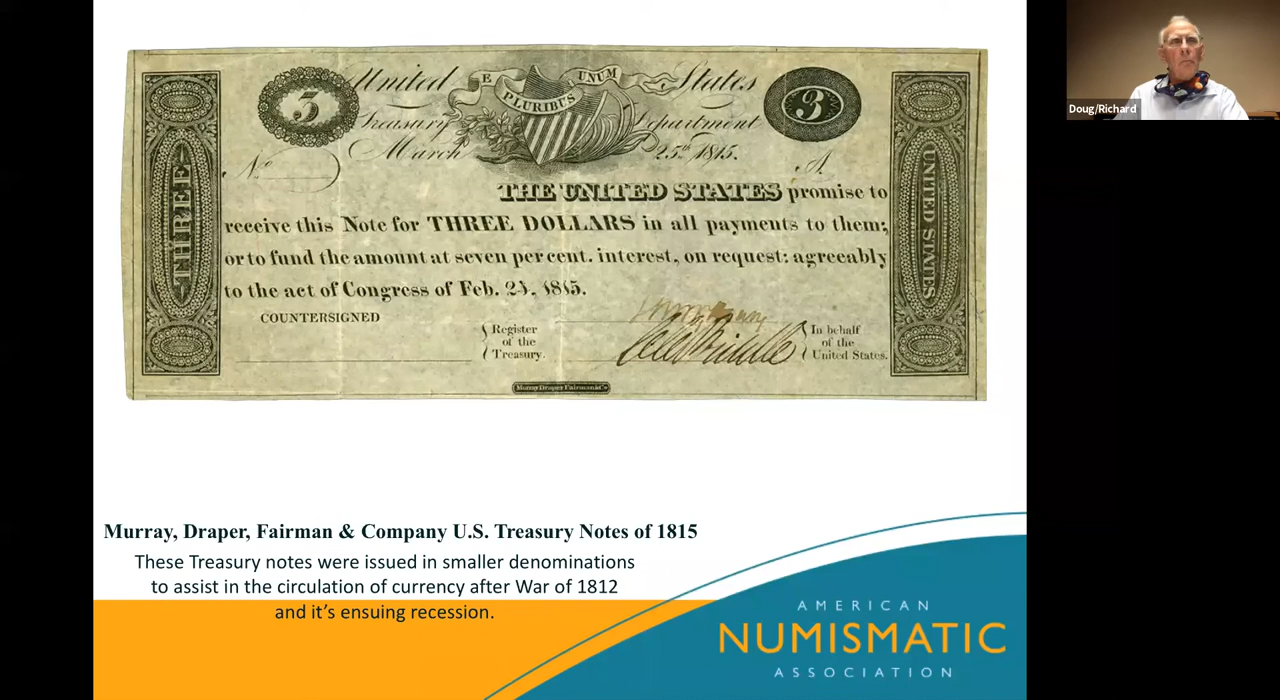 United E PLURIBUS UNUM States
3 3
Treasury Department
March 25th 1815.
No A
THREE
UNITED STATES
THE UNITED STATES promise to
receive this Note for THREE DOLLARS in all payments to them;
or to fund the amount at seven per cent. interest, on request: agreeably
to the act of Congress of Feb. 24. 1815.
COUNTERSIGNED
Register
of the
Treasury.
In behalf
of the
United States.
Murray Draper Fairman & Co
Doug/Richard
Murray, Draper, Fairman & Company U.S. Treasury Notes of 1815
These Treasury notes were issued in smaller denominations
to assist in the circulation of currency after War of 1812
and it's ensuing recession.
AMERICAN
NUMISMATIC
ASSOCIATION